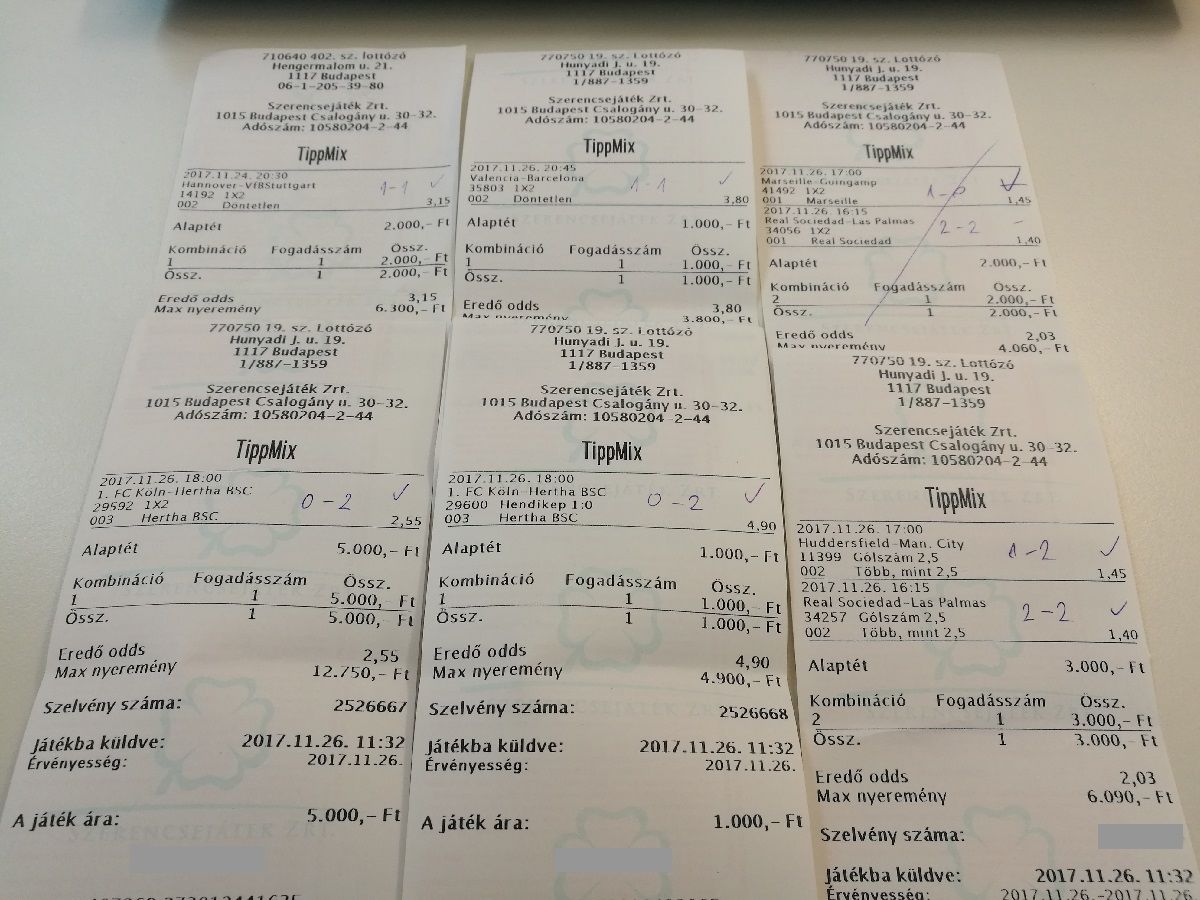 710640 402. sz. lottózó
Hengermalom u. 21.
1117 Budapest
06-1-205-39-80
Szerencsejáték Zrt.
1015 Budapest Csalogány u. 30-32.
Adószám: 10580204-2-44
TippMix
2017.11.24. 20:30
Hannover-VfBStuttgart 1-1 ✓
14192 1X2
002 Döntetlen 3,15
Alaptét 2.000,- Ft
Kombináció Fogadásszám Össz.
1 1 2.000,- Ft
Össz. 1 2.000,- Ft
Eredő odds 3,15
Max nyeremény 6.300,- Ft
770750 19. sz. Lottózó
Hunyadi J. u. 19.
1117 Budapest
1/887-1359
Szerencsejáték Zrt.
1015 Budapest Csalogány u. 30-32.
Adószám: 10580204-2-44
TippMix
2017.11.26. 20:45
Valencia-Barcelona 1-1 ✓
35803 1X2
002 Döntetlen 3,80
Alaptét 1.000,- Ft
Kombináció Fogadásszám Össz.
1 1 1.000,- Ft
Össz. 1 1.000,- Ft
Eredő odds 3,80
Max nyeremény 3.800,- Ft
770750 19. sz. Lottózó
Hunyadi J. u. 19.
1117 Budapest
1/887-1359
Szerencsejáték Zrt.
1015 Budapest Csalogány u. 30-32.
Adószám: 10580204-2-44
TippMix
2017.11.26. 17:00
Marseille-Guingamp 1-0 ✓
41492 1X2
001 Marseille 1,45
2017.11.26. 16:15
Real Sociedad-Las Palmas 2-2 -
34056 1X2
001 Real Sociedad 1,40
Alaptét 2.000,- Ft
Kombináció Fogadásszám Össz.
2 1 2.000,- Ft
Össz. 1 2.000,- Ft
Eredő odds 2,03
Max nyeremény 4.060,- Ft
770750 19. sz. Lottózó
Hunyadi J. u. 19.
1117 Budapest
1/887-1359
Szerencsejáték Zrt.
1015 Budapest Csalogány u. 30-32.
Adószám: 10580204-2-44
TippMix
2017.11.26. 18:00
1. FC Köln-Hertha BSC 0-2 ✓
29592 1X2
003 Hertha BSC 2,55
Alaptét 5.000,- Ft
Kombináció Fogadásszám Össz.
1 1 5.000,- Ft
Össz. 1 5.000,- Ft
Eredő odds 2,55
Max nyeremény 12.750,- Ft
Szelvény száma: 2526667
Játékba küldve: 2017.11.26. 11:32
Érvényesség: 2017.11.26.
A játék ára: 5.000,- Ft
770750 19. sz. Lottózó
Hunyadi J. u. 19.
1117 Budapest
1/887-1359
Szerencsejáték Zrt.
1015 Budapest Csalogány u. 30-32.
Adószám: 10580204-2-44
TippMix
2017.11.26. 18:00
1. FC Köln-Hertha BSC 0-2 ✓
29600 Hendikep 1:0
003 Hertha BSC 4,90
Alaptét 1.000,- Ft
Kombináció Fogadásszám Össz.
1 1 1.000,- Ft
Össz. 1 1.000,- Ft
Eredő odds 4,90
Max nyeremény 4.900,- Ft
Szelvény száma: 2526668
Játékba küldve: 2017.11.26. 11:32
Érvényesség: 2017.11.26.
A játék ára: 1.000,- Ft
770750 19. sz. Lottózó
Hunyadi J. u. 19.
1117 Budapest
1/887-1359
Szerencsejáték Zrt.
1015 Budapest Csalogány u. 30-32.
Adószám: 10580204-2-44
TippMix
2017.11.26. 17:00
Huddersfield-Man. City 1-2 ✓
11399 Gólszám 2,5
002 Több, mint 2,5 1,45
2017.11.26. 16:15
Real Sociedad-Las Palmas 2-2 ✓
34257 Gólszám 2,5
002 Több, mint 2,5 1,40
Alaptét 3.000,- Ft
Kombináció Fogadásszám Össz.
2 1 3.000,- Ft
Össz. 1 3.000,- Ft
Eredő odds 2,03
Max nyeremény 6.090,- Ft
Szelvény száma:
Játékba küldve: 2017.11.26. 11:32
Érvényesség: 2017.11.26.-2017.11.26